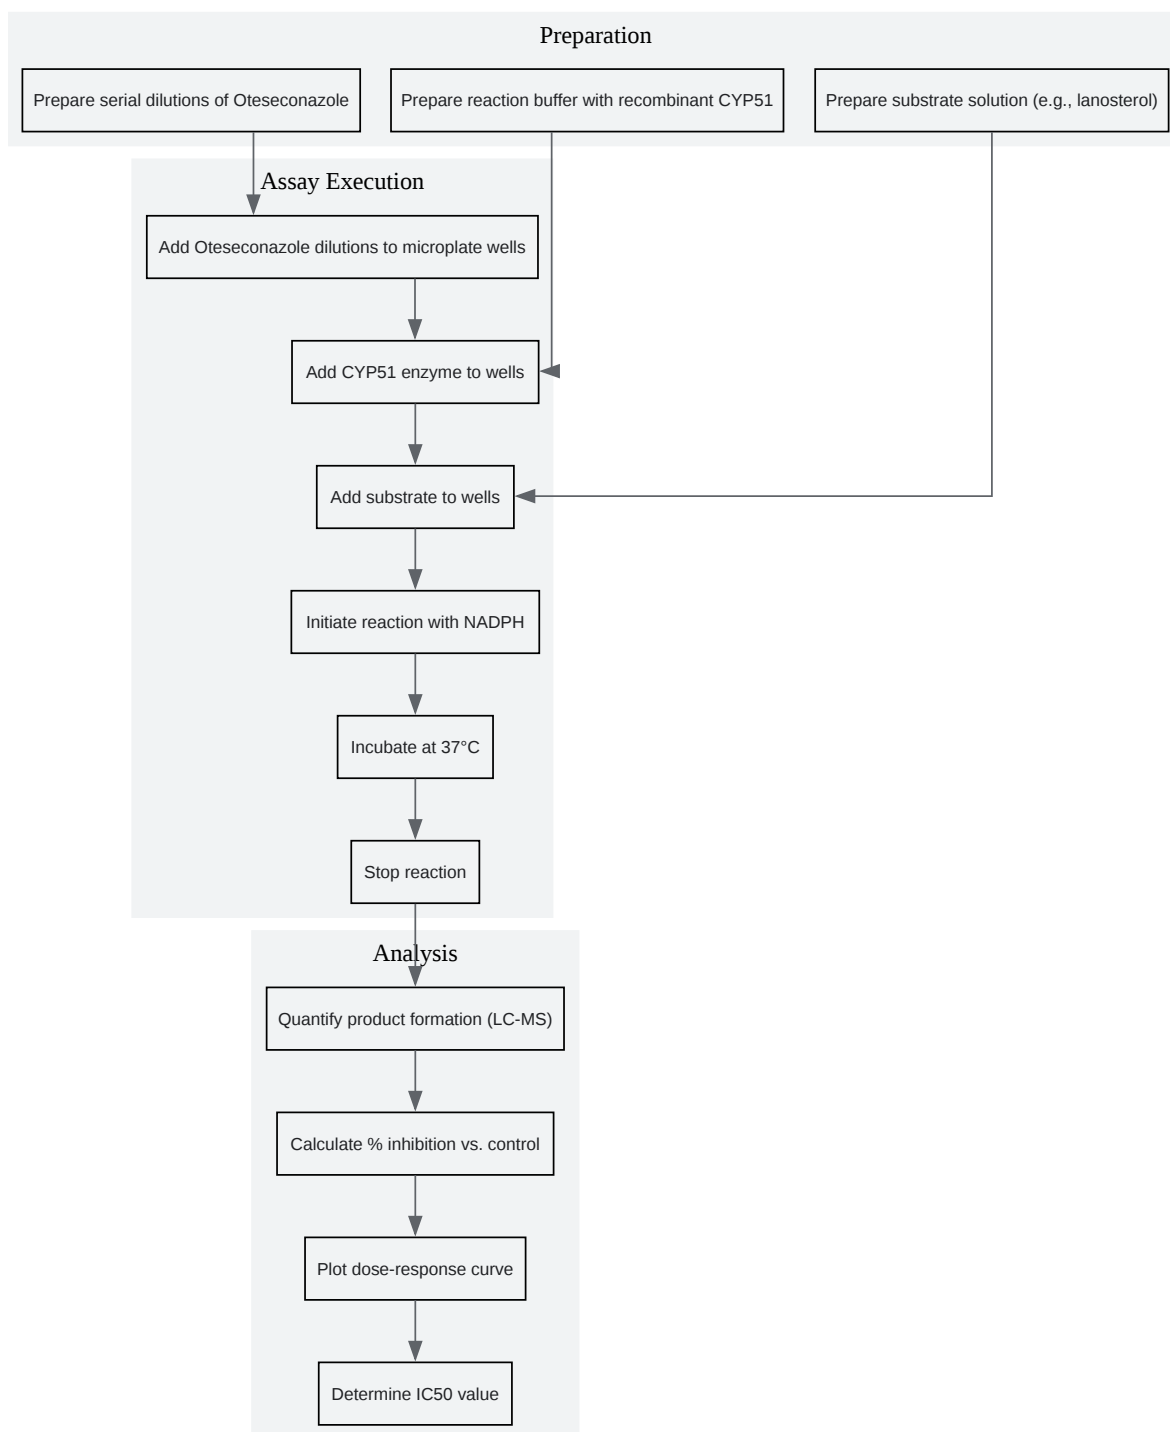 Preparation
Prepare serial dilutions of Oteseconazole
Prepare reaction buffer with recombinant CYP51
Prepare substrate solution (e.g., lanosterol)
Assay Execution
Add Oteseconazole dilutions to microplate wells
Add CYP51 enzyme to wells
Add substrate to wells
Initiate reaction with NADPH
Incubate at 37°C
Stop reaction
Analysis
Quantify product formation (LC-MS)
Calculate % inhibition vs. control
Plot dose-response curve
Determine IC50 value